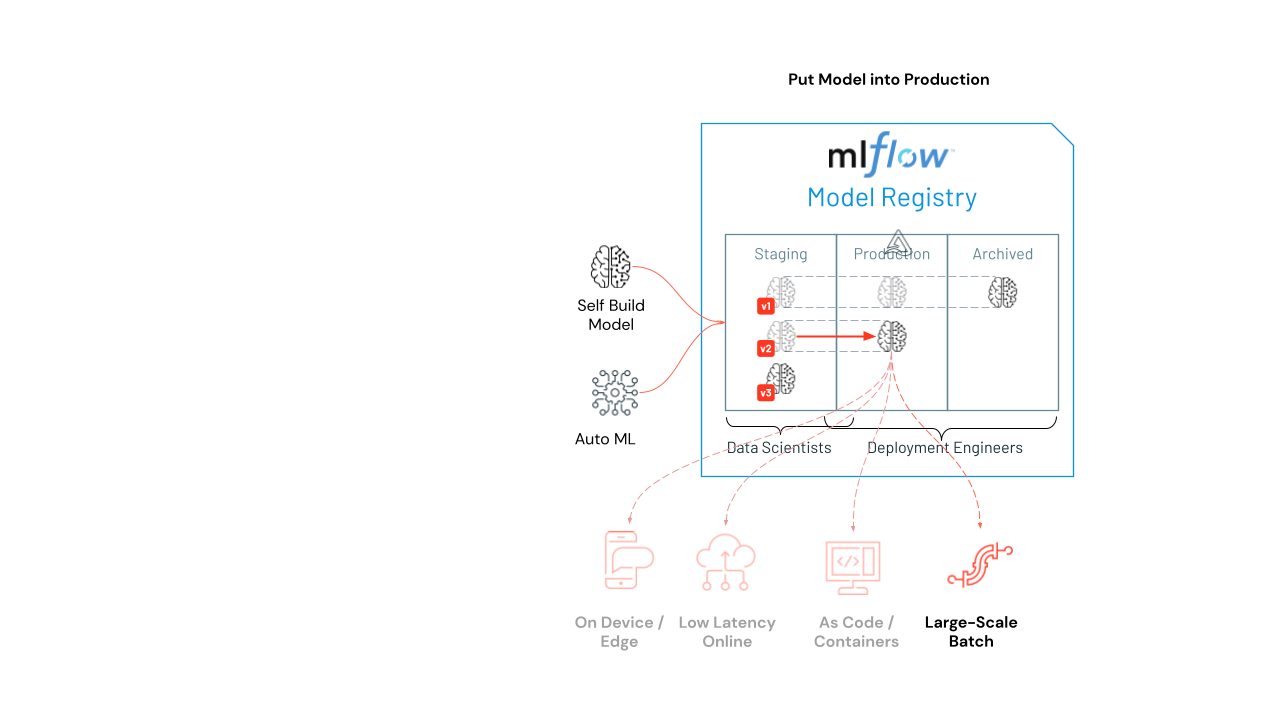 Put Model into Production
mlflow™
Model Registry
Staging
Production
Archived
Self Build
Model
v1
v2
v3
Auto ML
Data Scientists
Deployment Engineers
</>
On Device /
Edge
Low Latency
Online
As Code /
Containers
Large-Scale
Batch